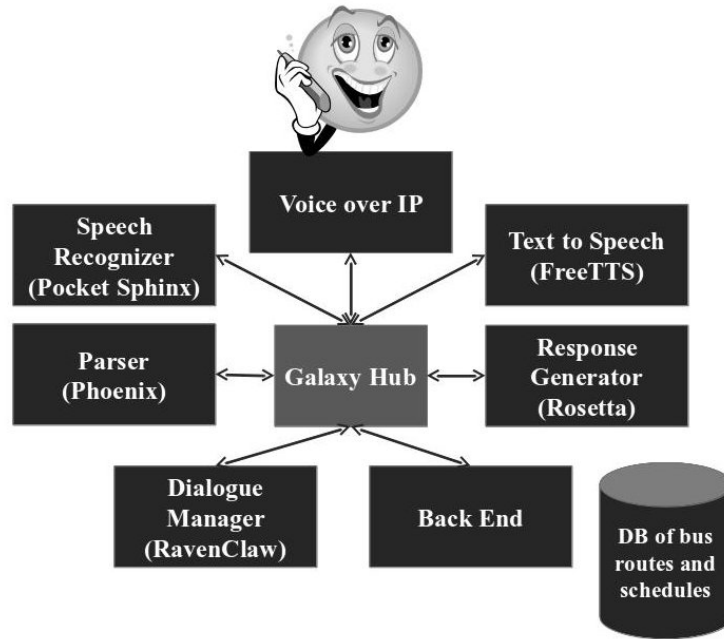 Voice over IP
Speech
Recognizer
(Pocket Sphinx)
Text to Speech
(FreeTTS)
Parser
(Phoenix)
Galaxy Hub
Response
Generator
(Rosetta)
Dialogue
Manager
(RavenClaw)
Back End
DB of bus
routes and
schedules